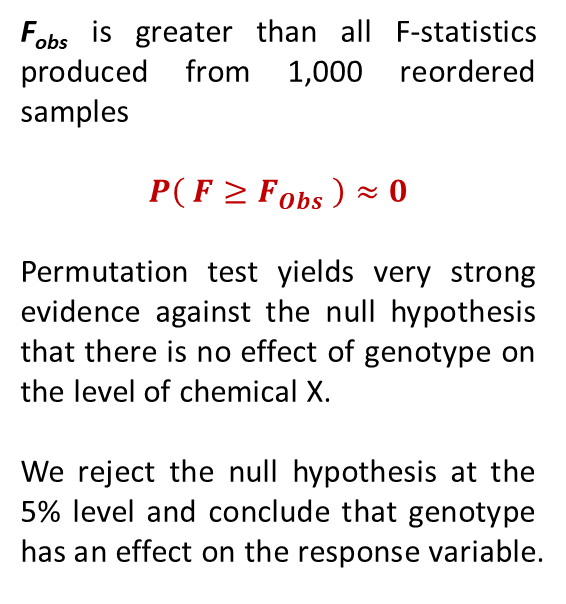 F_obs is greater than all F-statistics
produced from 1,000 reordered
samples
P( F ≥ F_Obs ) ≈ 0
Permutation test yields very strong
evidence against the null hypothesis
that there is no effect of genotype on
the level of chemical X.
We reject the null hypothesis at the
5% level and conclude that genotype
has an effect on the response variable.